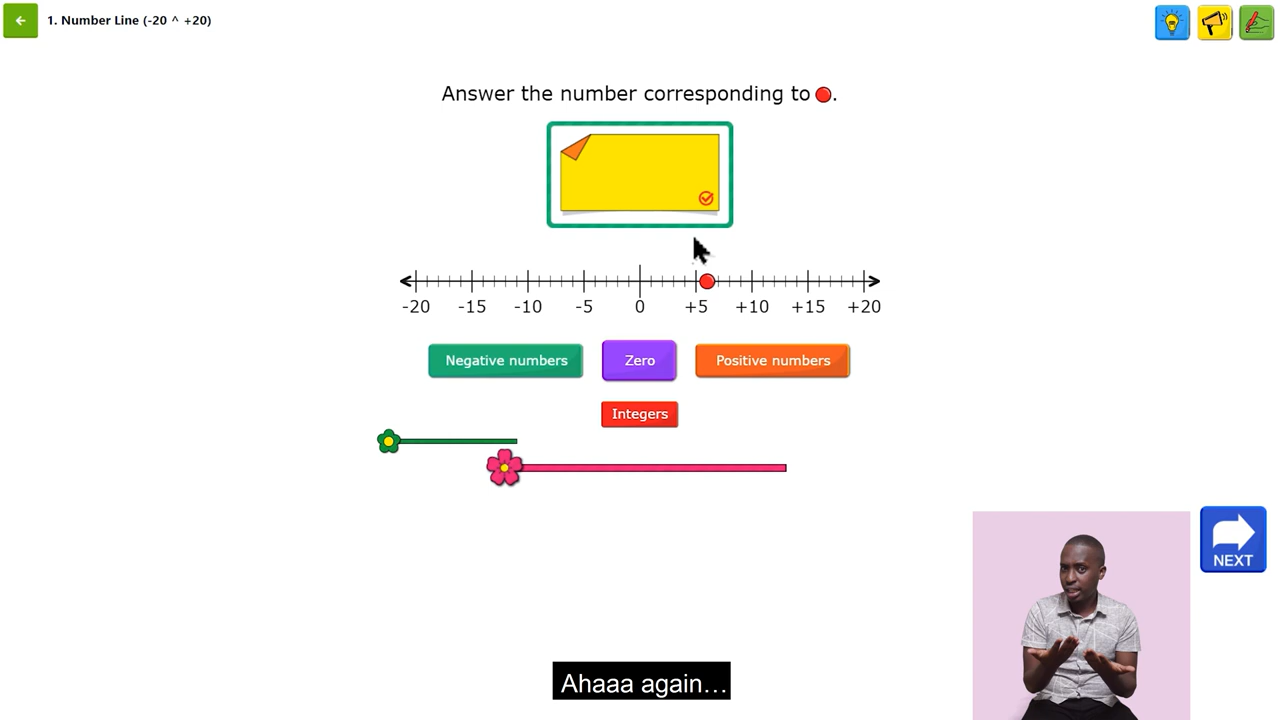 1. Number Line (-20 ^ +20)
Answer the number corresponding to .
-20 -15 -10 -5 0 +5 +10 +15 +20
Negative numbers Zero Positive numbers
Integers
NEXT
Ahaaa again...